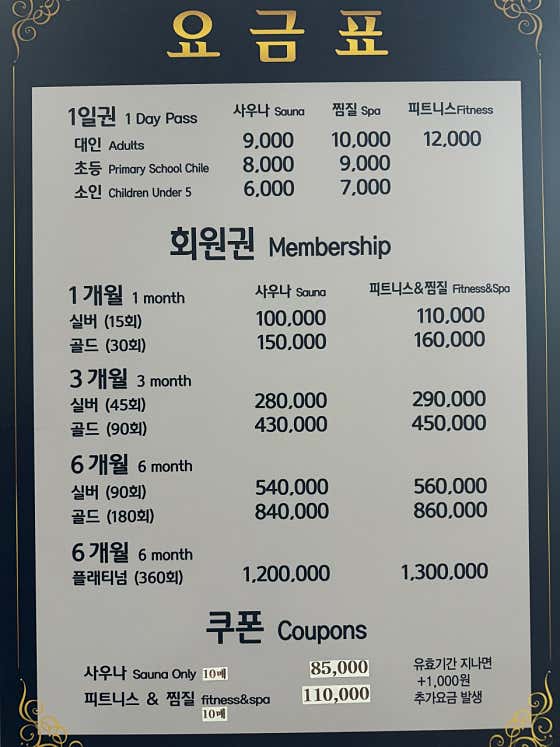 요금표
1일권 1 Day Pass 사우나 Sauna 찜질 Spa 피트니스Fitness
대인 Adults 9,000 10,000 12,000
초등 Primary School Chile 8,000 9,000
소인 Children Under 5 6,000 7,000
회원권 Membership
1개월 1 month 사우나 Sauna 피트니스&찜질 Fitness&Spa
실버 (15회) 100,000 110,000
골드 (30회) 150,000 160,000
3개월 3 month
실버 (45회) 280,000 290,000
골드 (90회) 430,000 450,000
6개월 6 month
실버 (90회) 540,000 560,000
골드 (180회) 840,000 860,000
6개월 6 month
플래티넘 (360회) 1,200,000 1,300,000
쿠폰 Coupons
사우나 Sauna Only 10매 85,000 유효기간 지나면
+1,000원
피트니스 & 찜질 fitness&spa 110,000 추가요금 발생
10매